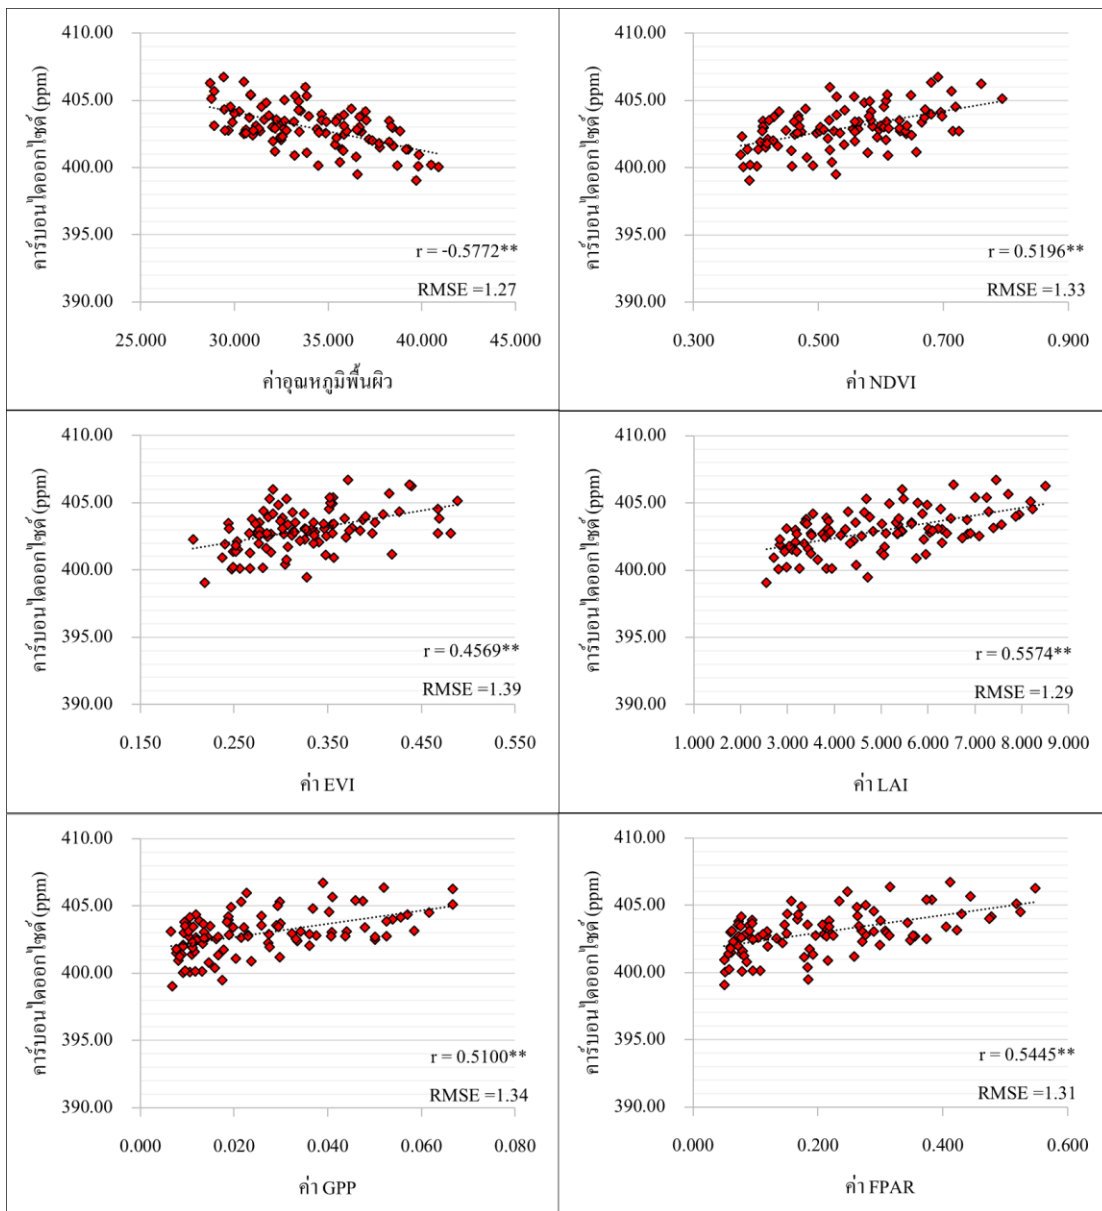 410.00
405.00
400.00
395.00
390.00
คาร์บอนไดออกไซด์ (ppm)
r = -0.5772**
RMSE =1.27
25.000 30.000 35.000 40.000 45.000
ค่าอุณหภูมิพื้นผิว
410.00
405.00
400.00
395.00
390.00
คาร์บอนไดออกไซด์ (ppm)
r = 0.5196**
RMSE =1.33
0.300 0.500 0.700 0.900
ค่า NDVI
410.00
405.00
400.00
395.00
390.00
คาร์บอนไดออกไซด์ (ppm)
r = 0.4569**
RMSE =1.39
0.150 0.250 0.350 0.450 0.550
ค่า EVI
410.00
405.00
400.00
395.00
390.00
คาร์บอนไดออกไซด์ (ppm)
r = 0.5574**
RMSE =1.29
1.000 2.000 3.000 4.000 5.000 6.000 7.000 8.000 9.000
ค่า LAI
410.00
405.00
400.00
395.00
390.00
คาร์บอนไดออกไซด์ (ppm)
r = 0.5100**
RMSE =1.34
0.000 0.020 0.040 0.060 0.080
ค่า GPP
410.00
405.00
400.00
395.00
390.00
คาร์บอนไดออกไซด์ (ppm)
r = 0.5445**
RMSE =1.31
0.000 0.200 0.400 0.600
ค่า FPAR